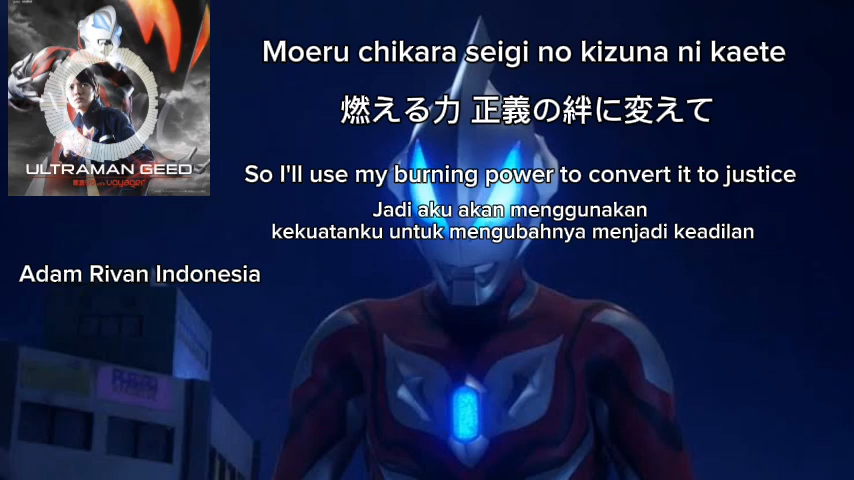 ULTRAMAN GEED
voyager
Moeru chikara seigi no kizuna ni kaete
燃える力 正義の絆に変えて
So I'll use my burning power to convert it to justice
Jadi aku akan menggunakan
kekuatanku untuk mengubahnya menjadi keadilan
Adam Rivan Indonesia